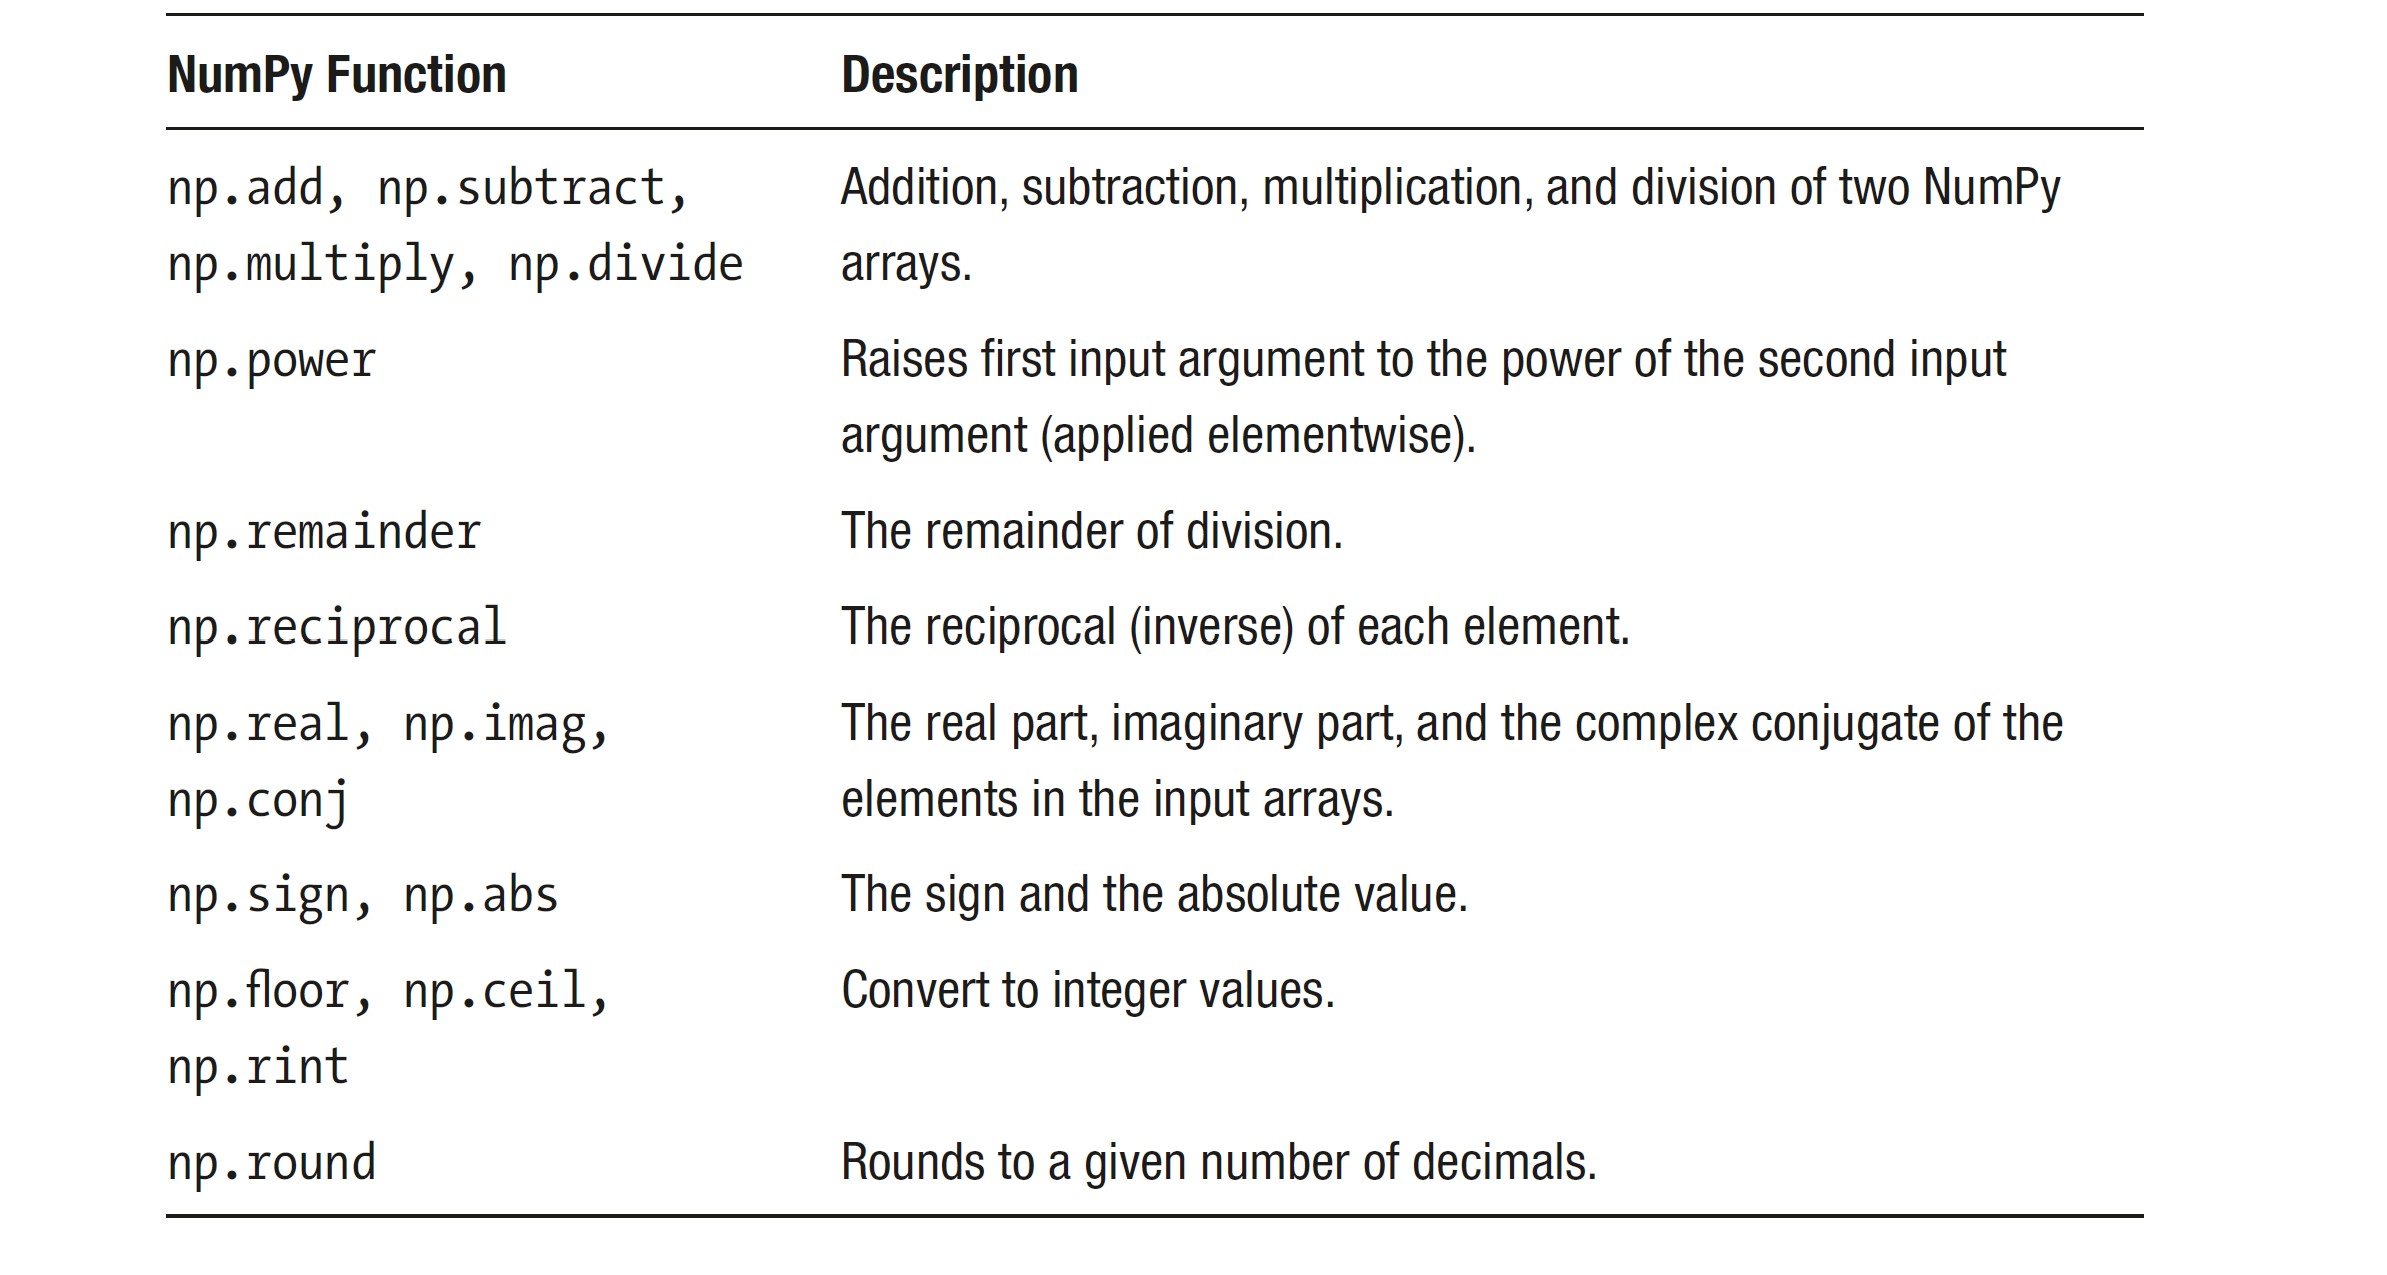 NumPy Function Description
np.add, np.subtract, Addition, subtraction, multiplication, and division of two NumPy
np.multiply, np.divide arrays.
np.power Raises first input argument to the power of the second input
argument (applied elementwise).
np.remainder The remainder of division.
np.reciprocal The reciprocal (inverse) of each element.
np.real, np.imag, The real part, imaginary part, and the complex conjugate of the
np.conj elements in the input arrays.
np.sign, np.abs The sign and the absolute value.
np.floor, np.ceil, Convert to integer values.
np.rint
np.round Rounds to a given number of decimals.